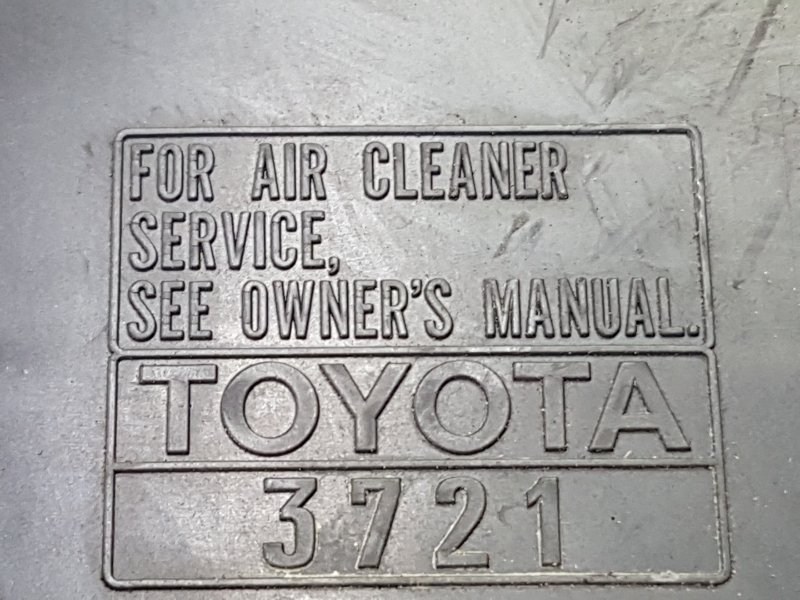 FOR AIR CLEANER
SERVICE,
SEE OWNER'S MANUAL.
TOYOTA
3721